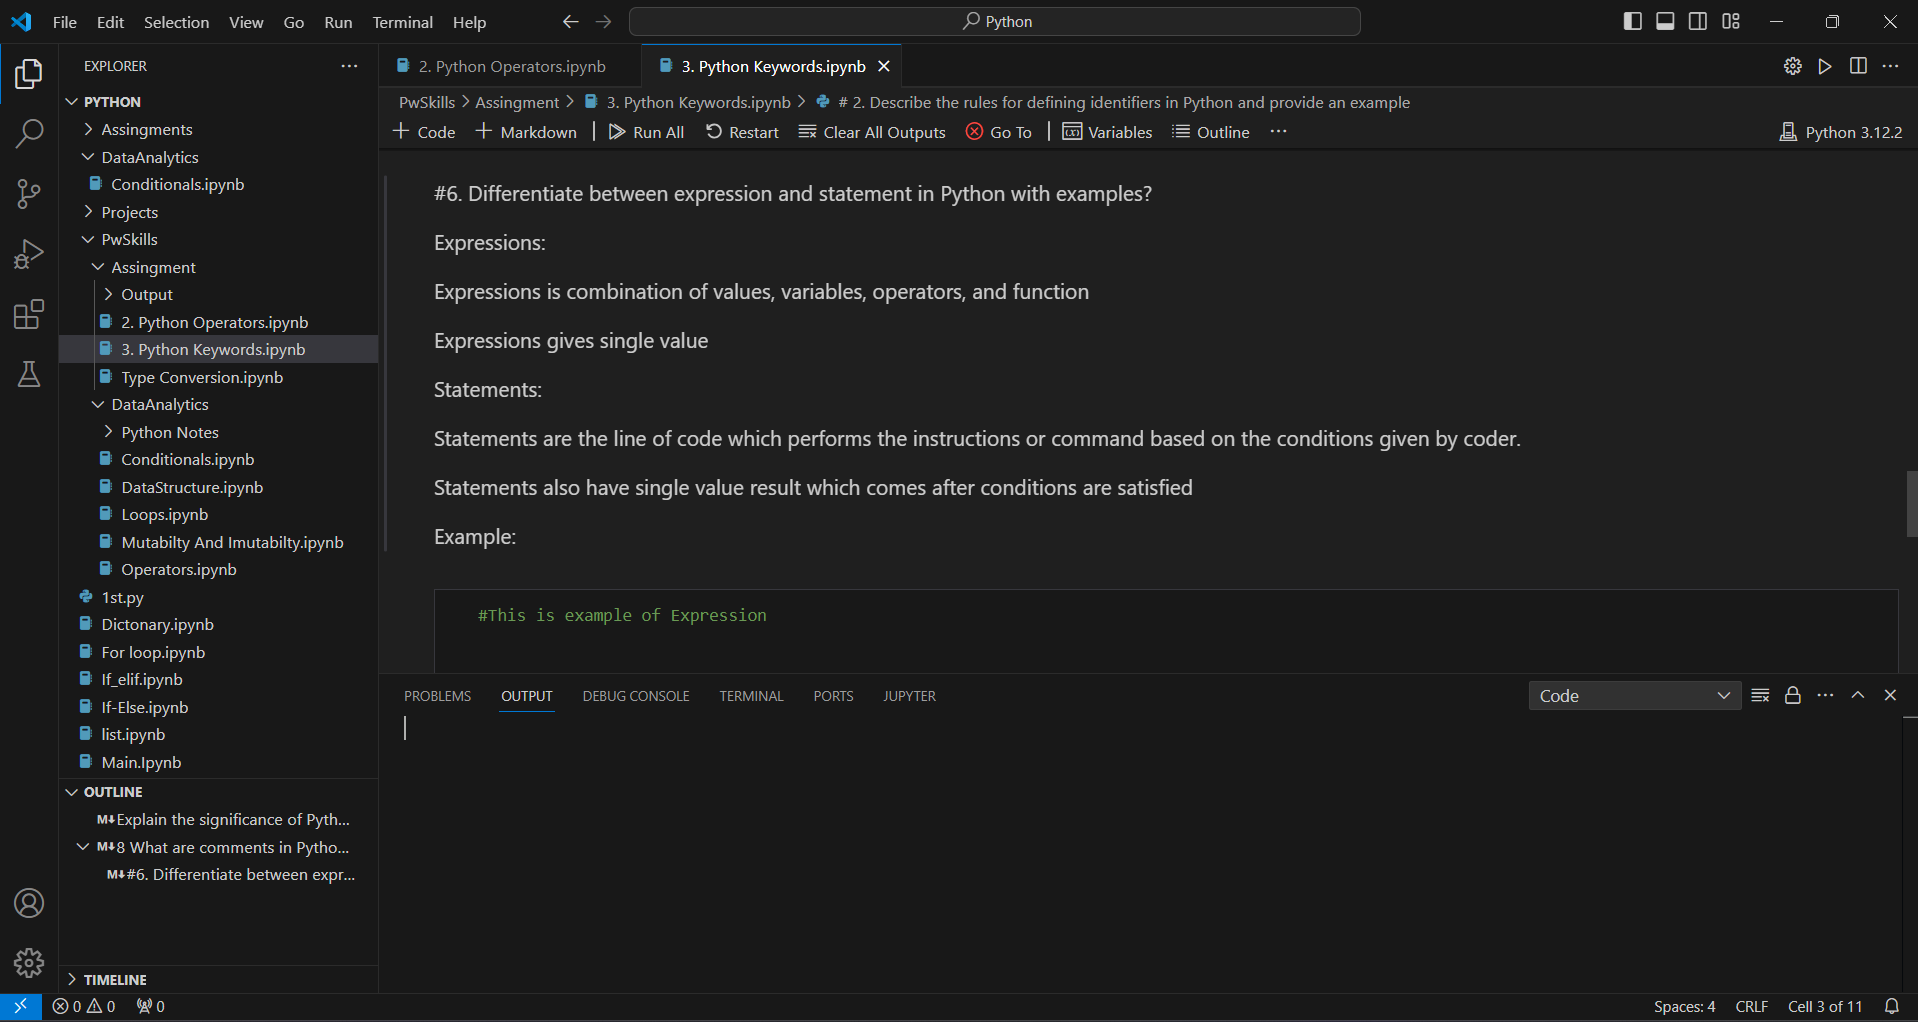 File Edit Selection View Go Run Terminal Help
Python
EXPLORER
2. Python Operators.ipynb
3. Python Keywords.ipynb
PYTHON
PwSkills > Assingment > 3. Python Keywords.ipynb > # 2. Describe the rules for defining identifiers in Python and provide an example
Code Markdown Run All Restart Clear All Outputs Go To Variables Outline
Python 3.12.2
Assingments
DataAnalytics
Conditionals.ipynb
Projects
PwSkills
Assingment
Output
2. Python Operators.ipynb
3. Python Keywords.ipynb
Type Conversion.ipynb
DataAnalytics
Python Notes
Conditionals.ipynb
DataStructure.ipynb
Loops.ipynb
Mutabilty And Imutabilty.ipynb
Operators.ipynb
1st.py
Dictonary.ipynb
For loop.ipynb
If_elif.ipynb
If-Else.ipynb
list.ipynb
Main.Ipynb
OUTLINE
M↓Explain the significance of Pyth...
M↓8 What are comments in Pytho...
M↓#6. Differentiate between expr...
TIMELINE
#6. Differentiate between expression and statement in Python with examples?
Expressions:
Expressions is combination of values, variables, operators, and function
Expressions gives single value
Statements:
Statements are the line of code which performs the instructions or command based on the conditions given by coder.
Statements also have single value result which comes after conditions are satisfied
Example:
#This is example of Expression
PROBLEMS OUTPUT DEBUG CONSOLE TERMINAL PORTS JUPYTER
Code
0 0 0
Spaces: 4 CRLF Cell 3 of 11